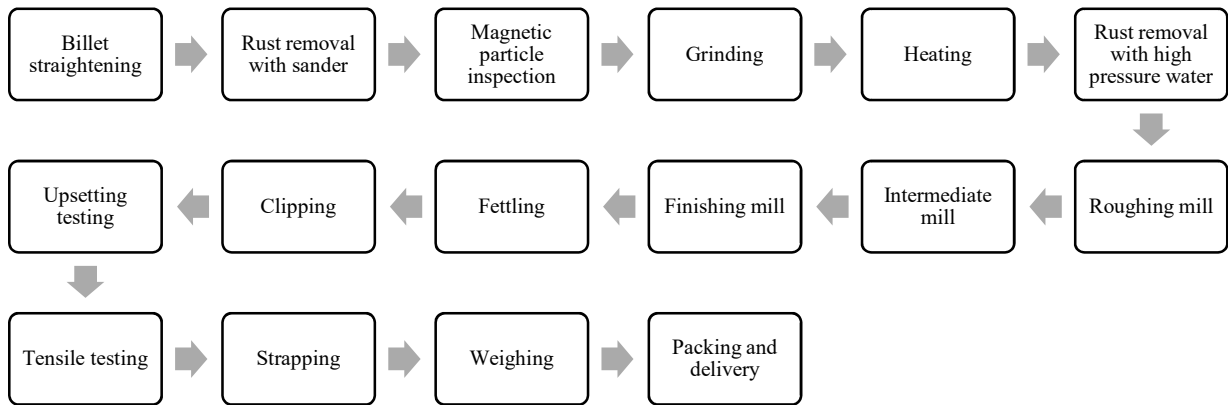 Billet
straightening
Rust removal
with sander
Magnetic
particle
inspection
Grinding
Heating
Rust removal
with high
pressure water
Roughing mill
Intermediate
mill
Finishing mill
Fettling
Clipping
Upsetting
testing
Tensile testing
Strapping
Weighing
Packing and
delivery